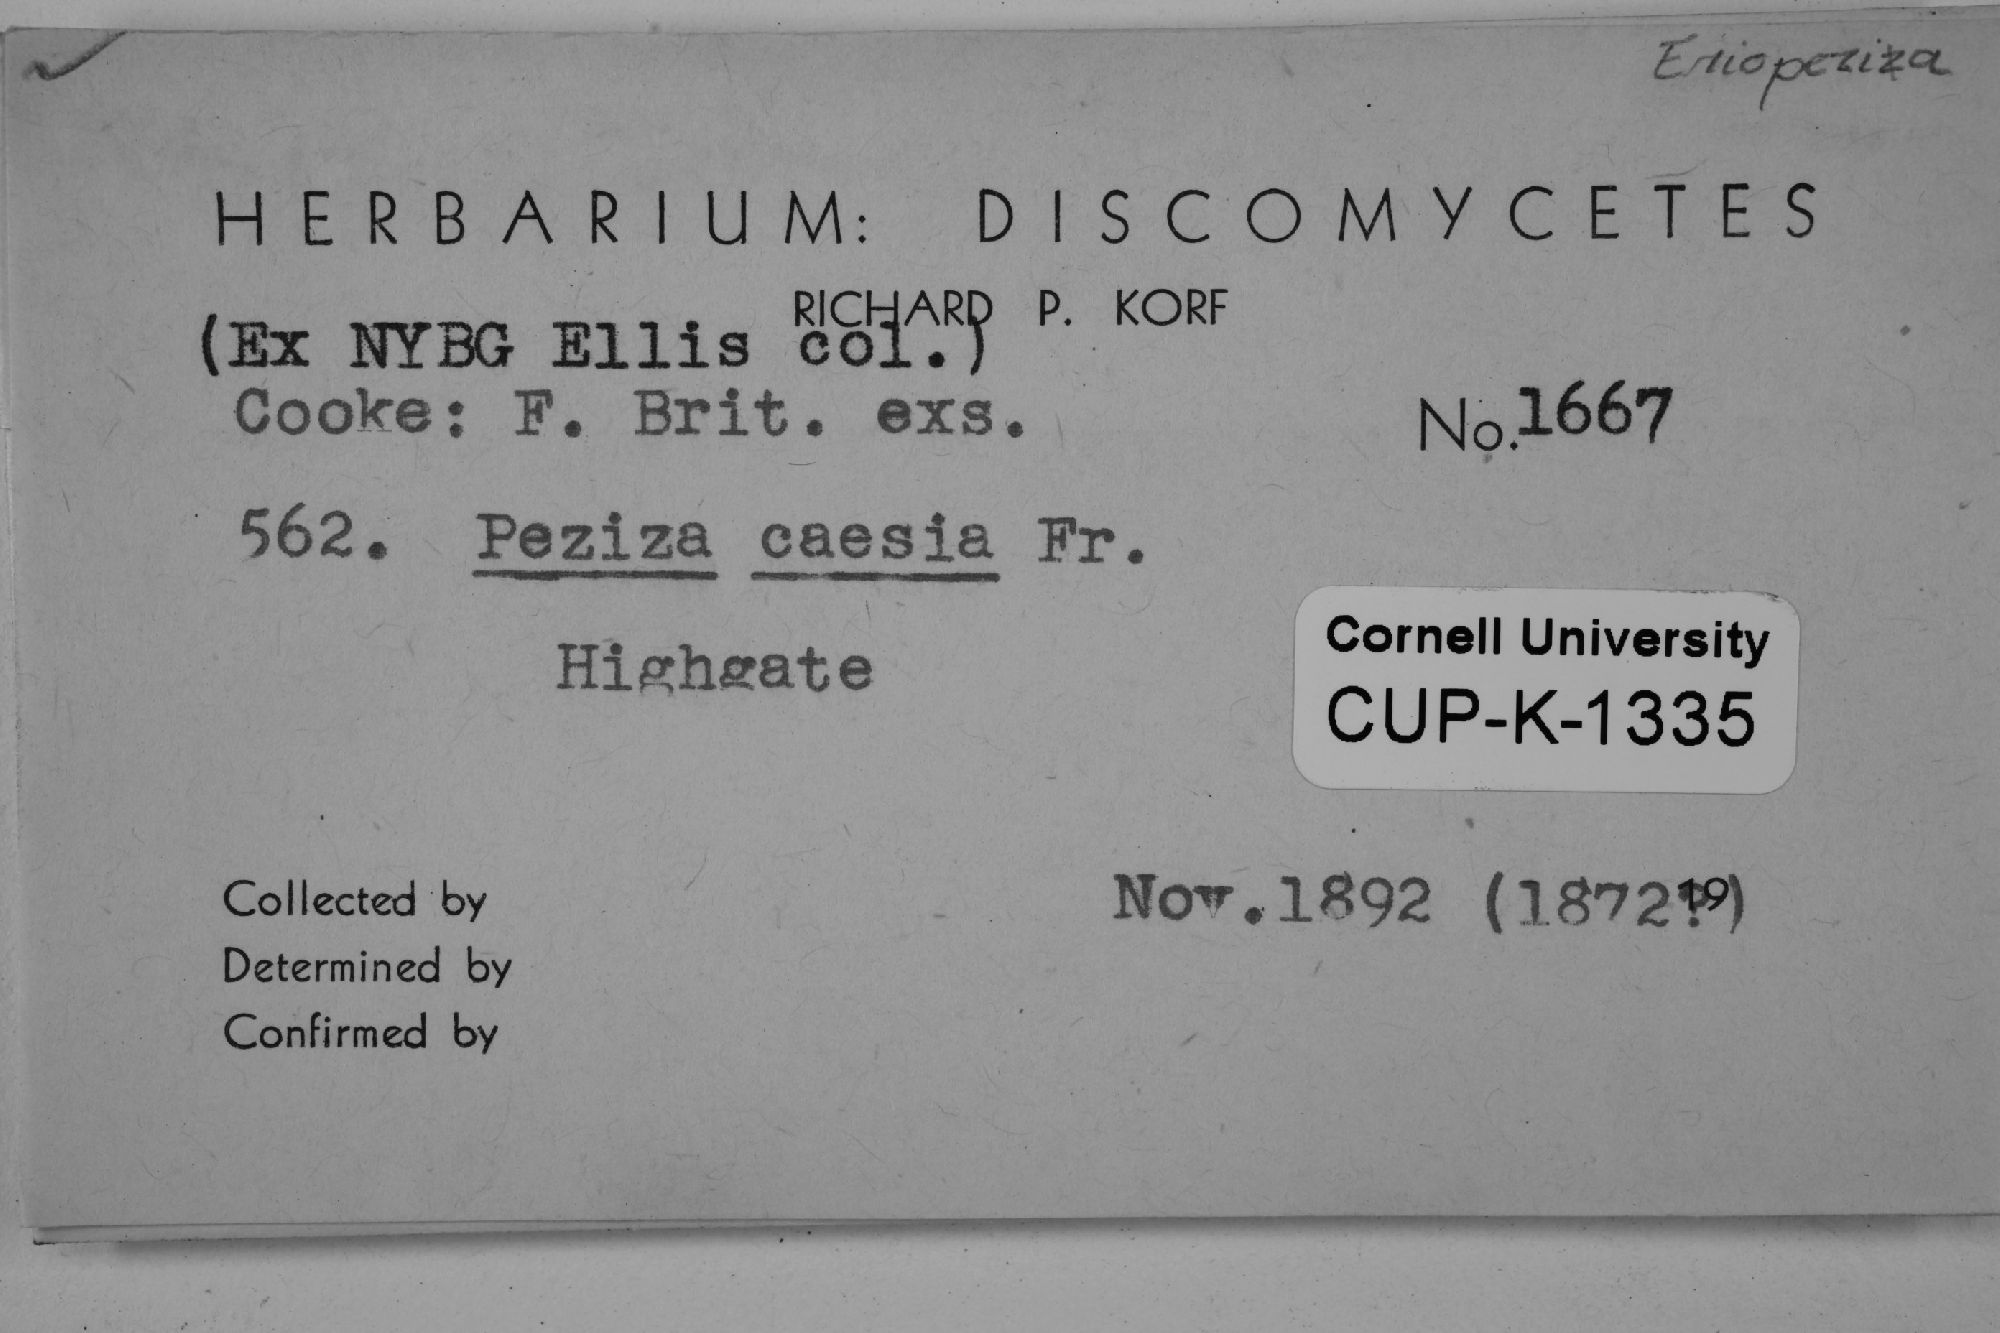 Eriopeziza
HERBARIUM: DISCOMYCETES
RICHARD P. KORF
(Ex NYBG Ellis col.)
Cooke: F. Brit. exs.
No. 1667
562. Peziza caesia Fr.
Highgate
Cornell University
CUP-K-1335
Collected by
Nov. 1892 (1872?) 19
Determined by
Confirmed by